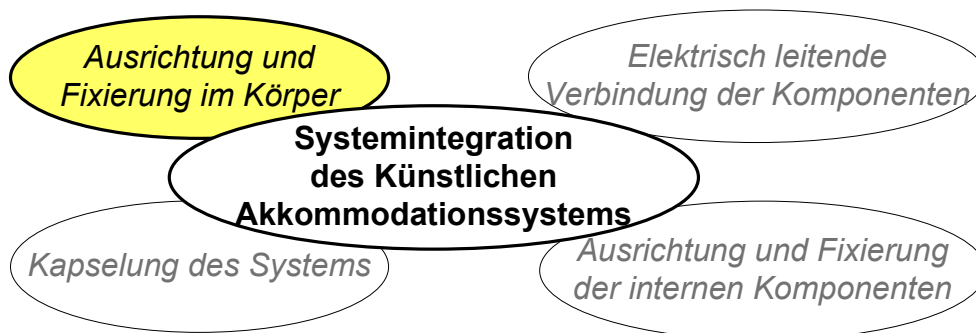 Ausrichtung und
Fixierung im Körper
Elektrisch leitende
Verbindung der Komponenten
Systemintegration
des Künstlichen
Akkommodationssystems
Kapselung des Systems
Ausrichtung und Fixierung
der internen Komponenten